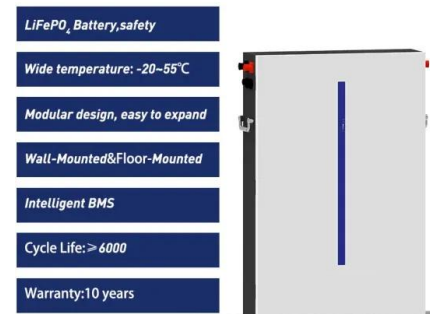 LiFePO₄ Battery,safety
Wide temperature: -20~55℃
Modular design, easy to expand
Wall-Mounted&Floor-Mounted
Intelligent BMS
Cycle Life:≥6000
Warranty:10 years